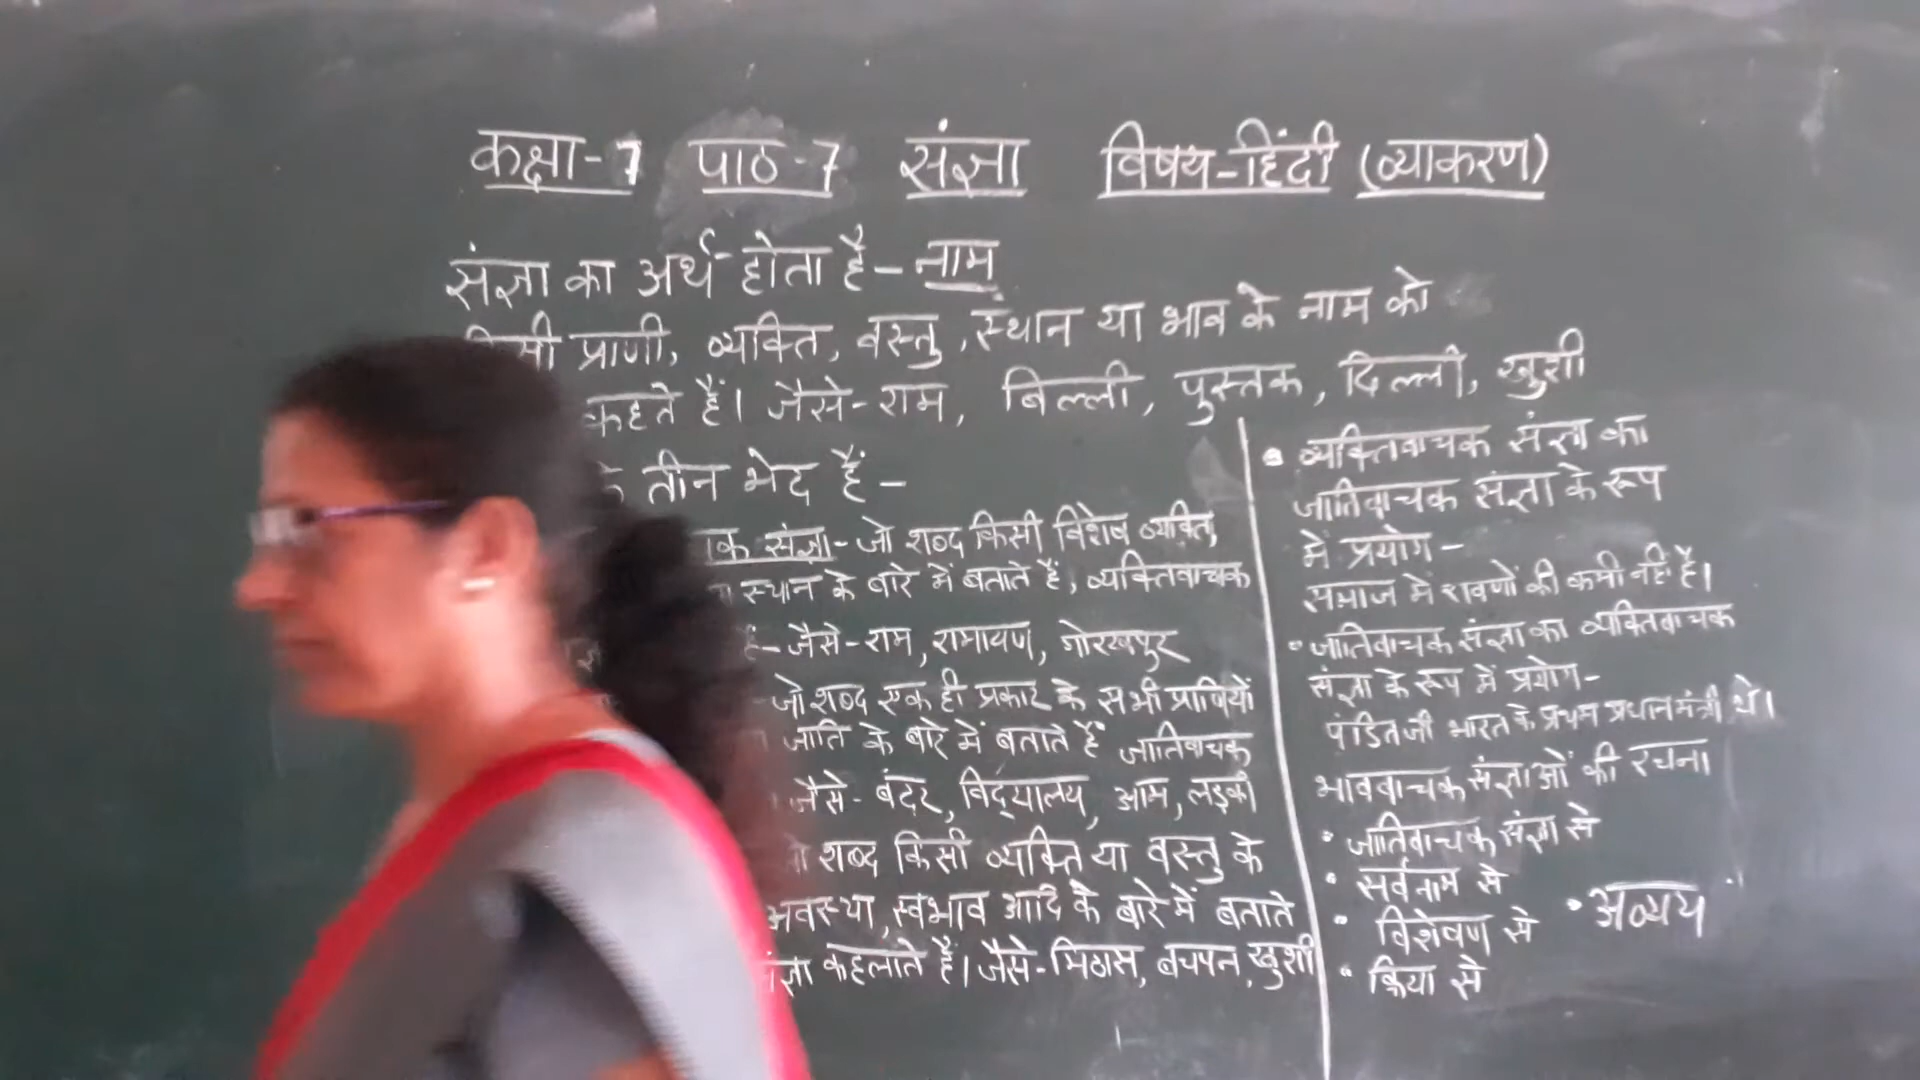 कक्षा-7 पाठ-7 संज्ञा विषय-हिंदी (व्याकरण)
संज्ञा का अर्थ होता है- नाम
प्राणी, व्यक्ति, वस्तु, स्थान या भाव के नाम को
कहते हैं। जैसे-राम, बिल्ली, पुस्तक, दिल्ली, खुशी
तीन भेद हैं-
संज्ञा-जो शब्द किसी विशेष व्यक्ति,
स्थान के बारे में बताते हैं, व्यक्तिवाचक
-जैसे-राम, रामायण, गोरखपुर
-जो शब्द एक ही प्रकार के सभी प्राणियों
जाति के बारे में बताते हैं जातिवाचक
जैसे- बंदर, विद्यालय, आम, लड़की
शब्द किसी व्यक्ति या वस्तु के
अवस्था, स्वभाव आदि के बारे में बताते
कहलाते हैं। जैसे-मिठास, बचपन, खुशी
• व्यक्तिवाचक संज्ञा का
जातिवाचक संज्ञा के रूप
में प्रयोग-
समाज में रावणों की कमी नहीं है।
• जातिवाचक संज्ञा का व्यक्तिवाचक
संज्ञा के रूप में प्रयोग-
पंडितजी भारत के प्रथम प्रधानमंत्री थे।
भाववाचक संज्ञाओं की रचना
• जातिवाचक संज्ञा से
• सर्वनाम से
• विशेषण से • अव्यय
• क्रिया से